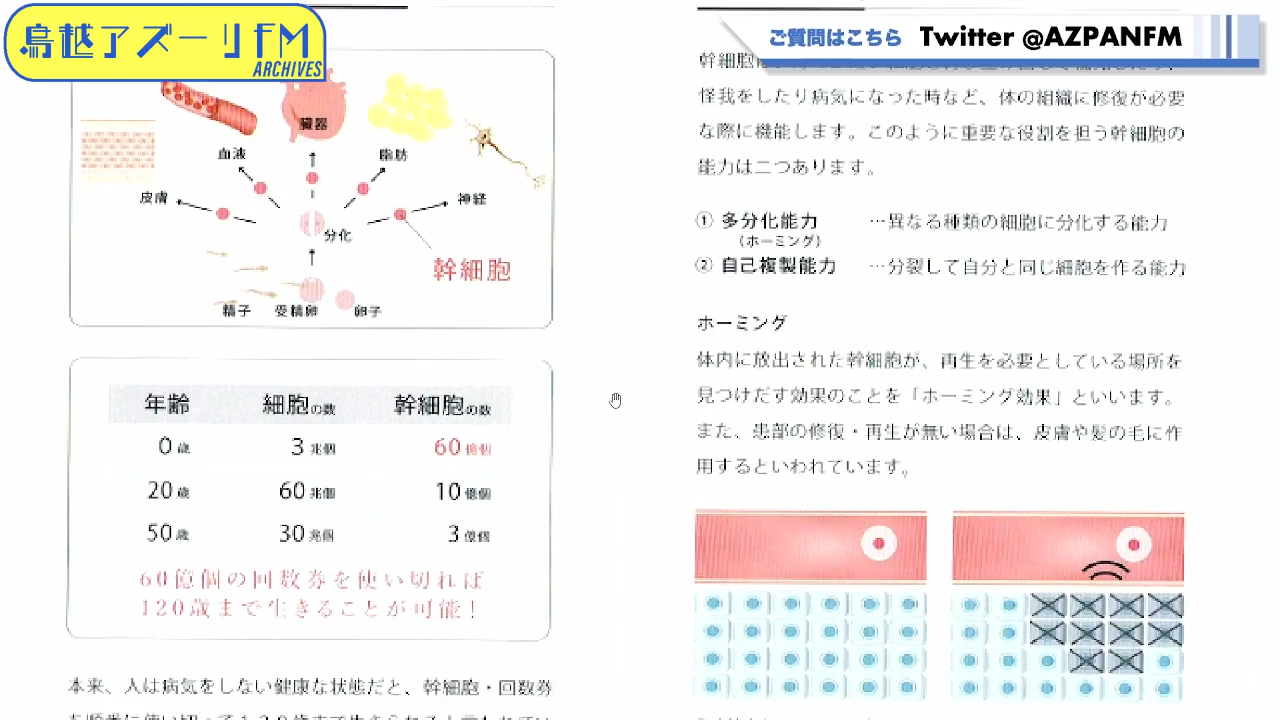 鳥越アズーリFM
ARCHIVES
ご質問はこちら Twitter @AZPANFM
臓器
血液
脂肪
皮膚
神経
分化
幹細胞
精子 受精卵 卵子
年齢 細胞の数 幹細胞の数
0歳 3兆個 60億個
20歳 60兆個 10億個
50歳 30兆個 3億個
60億個の回数券を使い切れば
120歳まで生きることが可能!
本来、人は病気をしない健康な状態だと、幹細胞・回数券
幹細胞は
怪我をしたり病気になった時など、体の組織に修復が必要
な際に機能します。このように重要な役割を担う幹細胞の
能力は二つあります。
① 多分化能力 …異なる種類の細胞に分化する能力
(ホーミング)
② 自己複製能力 …分裂して自分と同じ細胞を作る能力
ホーミング
体内に放出された幹細胞が、再生を必要としている場所を
見つけだす効果のことを「ホーミング効果」といいます。
また、患部の修復・再生が無い場合は、皮膚や髪の毛に作
用するといわれています。